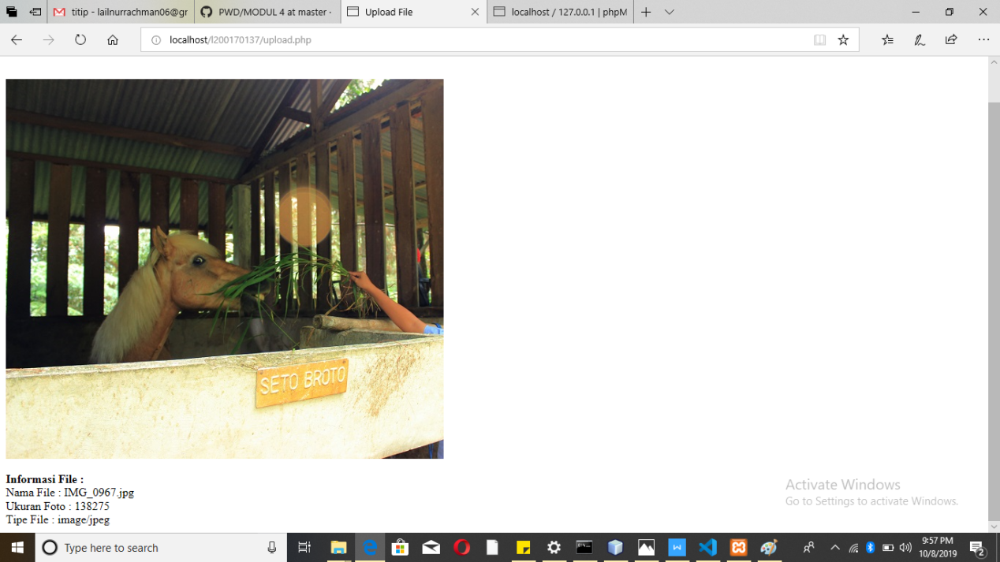 titip - lailnurrachman06@gr
PWD/MODUL 4 at master ·
Upload File
localhost / 127.0.0.1 | phpM
localhost/l200170137/upload.php
SETO BROTO
Informasi File :
Nama File : IMG_0967.jpg
Ukuran Foto : 138275
Tipe File : image/jpeg
Activate Windows
Go to Settings to activate Windows.
Type here to search
9:57 PM
10/8/2019
2